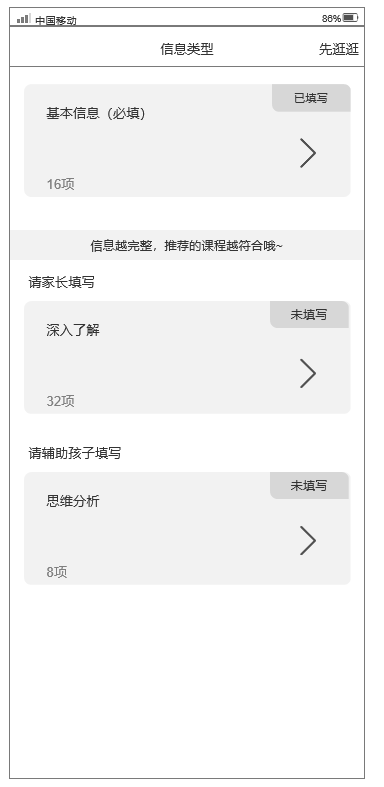 中国移动
86%
信息类型
先逛逛
已填写
基本信息（必填）
16项
信息越完整，推荐的课程越符合哦~
请家长填写
未填写
深入了解
32项
请辅助孩子填写
未填写
思维分析
8项